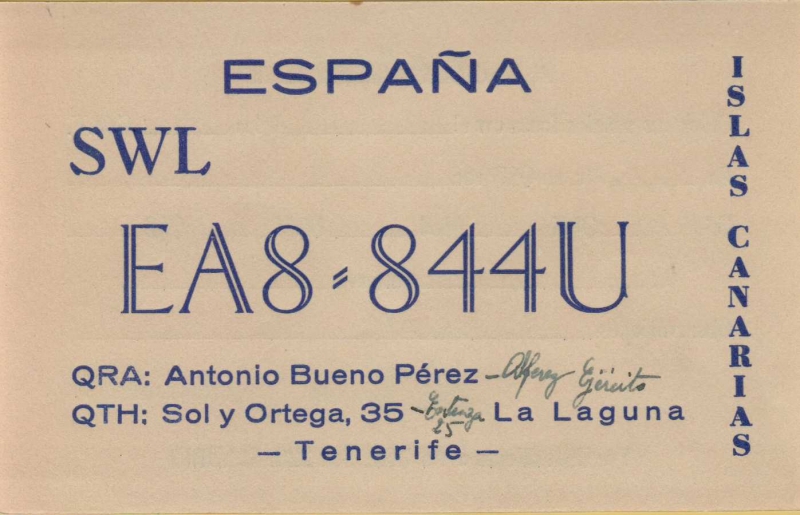 ESPAÑA
SWL
EA8-844U
QRA: Antonio Bueno Pérez - Alferez Ejército
QTH: Sol y Ortega, 35 - 25 La Laguna
- Tenerife -
ISLAS CANARIAS